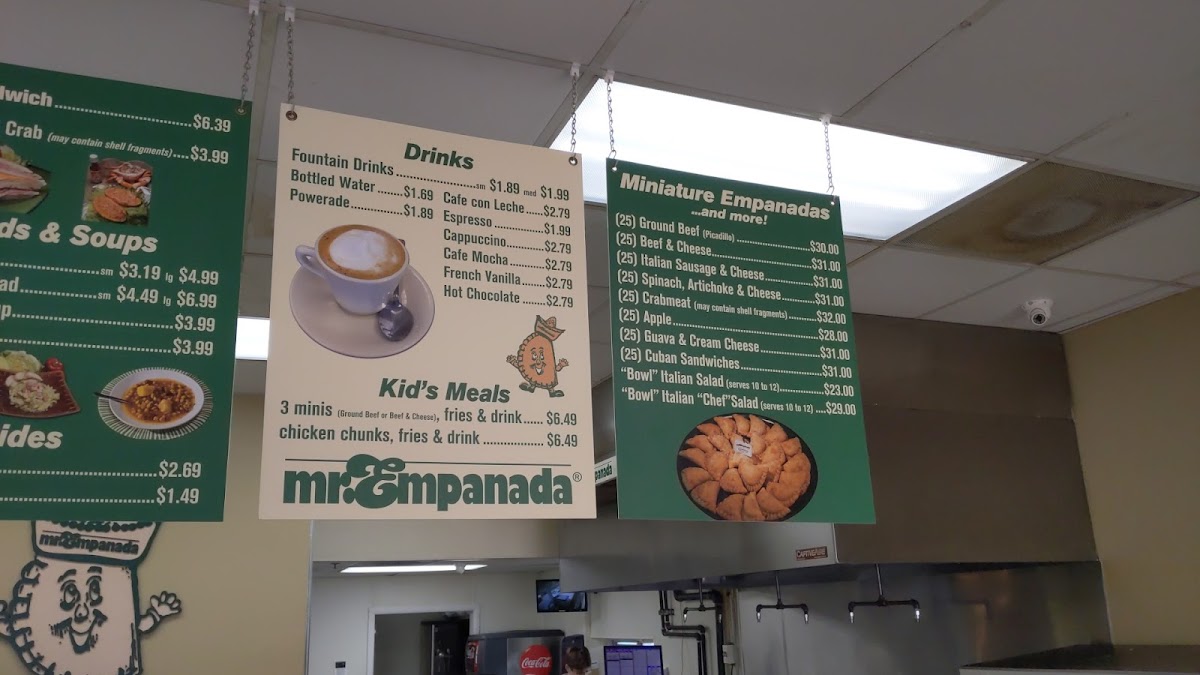 lwich....................$6.39
Crab (may contain shell fragments)....$3.99
ds & Soups
sm $3.19 lg $4.99
ad...............sm $4.49 lg $6.99
p..........................$3.99
$3.99
ides
$2.69
$1.49
mr. Empanada
Drinks
Fountain Drinks....................sm $1.89 med $1.99
Bottled Water.......$1.69
Powerade..............$1.89
Cafe con Leche.....$2.79
Espresso..............$1.99
Cappuccino..........$2.79
Cafe Mocha.........$2.79
French Vanilla......$2.79
Hot Chocolate......$2.79
Kid's Meals
3 minis (Ground Beef or Beef & Cheese), fries & drink......$6.49
chicken chunks, fries & drink................$6.49
mr. Empanada®
Miniature Empanadas
...and more!
(25) Ground Beef (Picadillo)..................$30.00
(25) Beef & Cheese.........................$31.00
(25) Italian Sausage & Cheese............$31.00
(25) Spinach, Artichoke & Cheese........$31.00
(25) Crabmeat (may contain shell fragments).........$32.00
(25) Apple....................................$28.00
(25) Guava & Cream Cheese...............$31.00
(25) Cuban Sandwiches.....................$31.00
"Bowl" Italian Salad (serves 10 to 12)..............$23.00
"Bowl" Italian "Chef"Salad (serves 10 to 12)....$29.00
panada
CAPTIVEAIRE
Coca-Cola